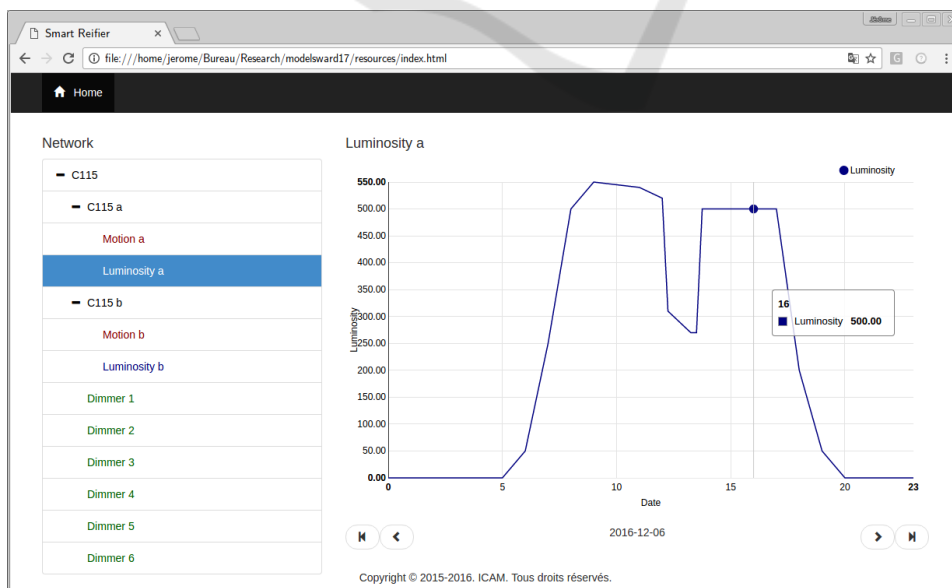 Smart Reifier
Jérôme
file:///home/jerome/Bureau/Research/modelsward17/resources/index.html
Home
Network
C115
C115 a
Motion a
Luminosity a
C115 b
Motion b
Luminosity b
Dimmer 1
Dimmer 2
Dimmer 3
Dimmer 4
Dimmer 5
Dimmer 6
Luminosity a
Luminosity
550.00
500.00
450.00
400.00
350.00
300.00
250.00
200.00
150.00
100.00
50.00
0.00
Luminosity
16
Luminosity 500.00
0 5 10 15 20 23
Date
2016-12-06
Copyright © 2015-2016. ICAM. Tous droits réservés.